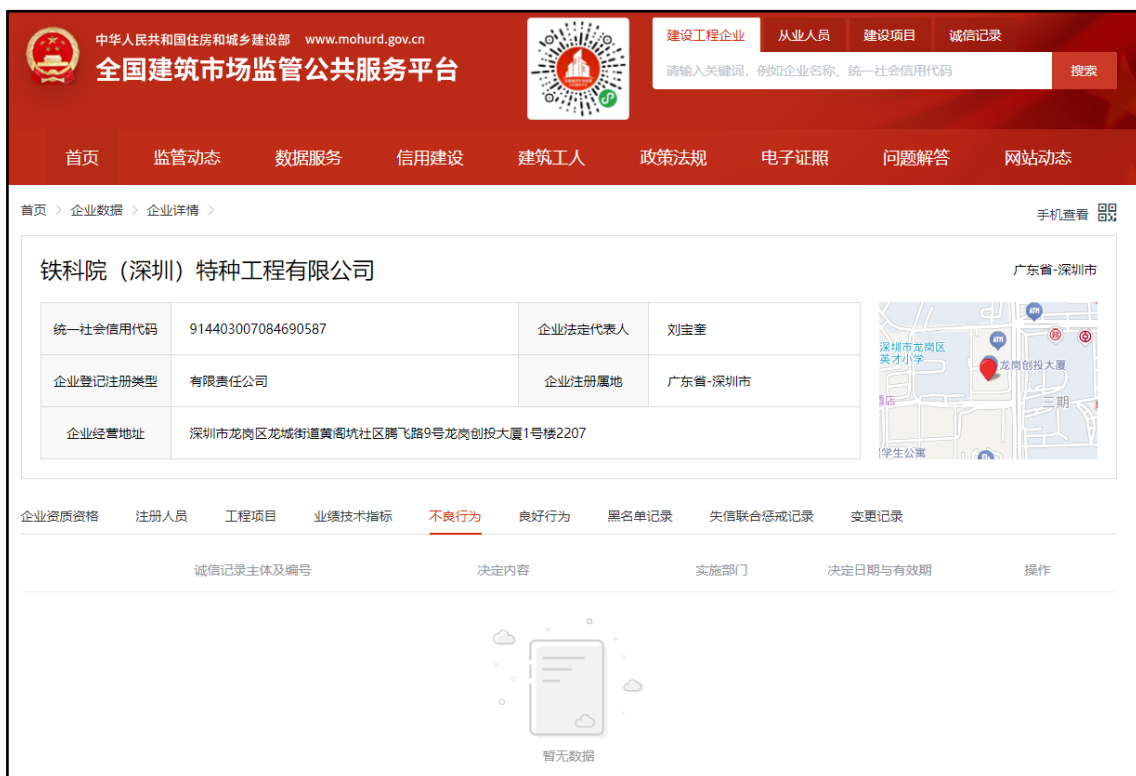 中华人民共和国住房和城乡建设部 www.mohurd.gov.cn
全国建筑市场监管公共服务平台
建设工程企业 从业人员 建设项目 诚信记录
请输入关键词，例如企业名称、统一社会信用代码 搜索
首页 监管动态 数据服务 信用建设 建筑工人 政策法规 电子证照 问题解答 网站动态
首页 > 企业数据 > 企业详情 >
手机查看
铁科院（深圳）特种工程有限公司
广东省-深圳市
统一社会信用代码 914403007084690587 企业法定代表人 刘宝奎
企业登记注册类型 有限责任公司 企业注册属地 广东省-深圳市
企业经营地址 深圳市龙岗区龙城街道黄阁坑社区腾飞路9号龙岗创投大厦1号楼2207
ATM
ATM
深圳市龙岗区
英才小学
龙岗创投大厦
三期
酒店
学生公寓
企业资质资格 注册人员 工程项目 业绩技术指标 不良行为 良好行为 黑名单记录 失信联合惩戒记录 变更记录
诚信记录主体及编号 决定内容 实施部门 决定日期与有效期 操作
暂无数据